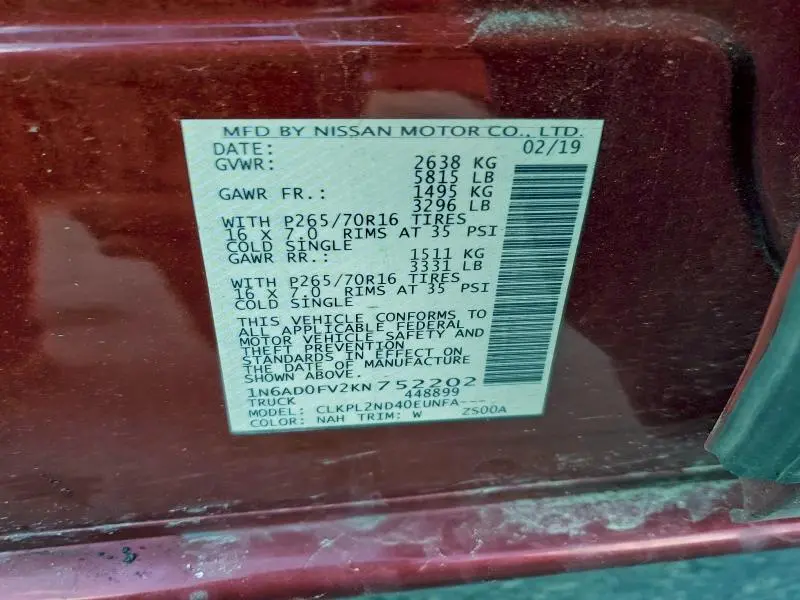 MFD BY NISSAN MOTOR CO., LTD.
DATE: 02/19
GVWR: 2638 KG
5815 LB
GAWR FR.: 1495 KG
3296 LB
WITH P265/70R16 TIRES
16 X 7.0 RIMS AT 35 PSI
COLD SINGLE
GAWR RR.: 1511 KG
3331 LB
WITH P265/70R16 TIRES
16 X 7.0 RIMS AT 35 PSI
COLD SINGLE
THIS VEHICLE CONFORMS TO
ALL APPLICABLE FEDERAL
MOTOR VEHICLE SAFETY AND
THEFT PREVENTION
STANDARDS IN EFFECT ON
THE DATE OF MANUFACTURE
SHOWN ABOVE.
1N6AD0FV2KN752202
TRUCK 448899
MODEL: CLKPL2ND40EUNFA---
COLOR: NAH TRIM: W ZS00A